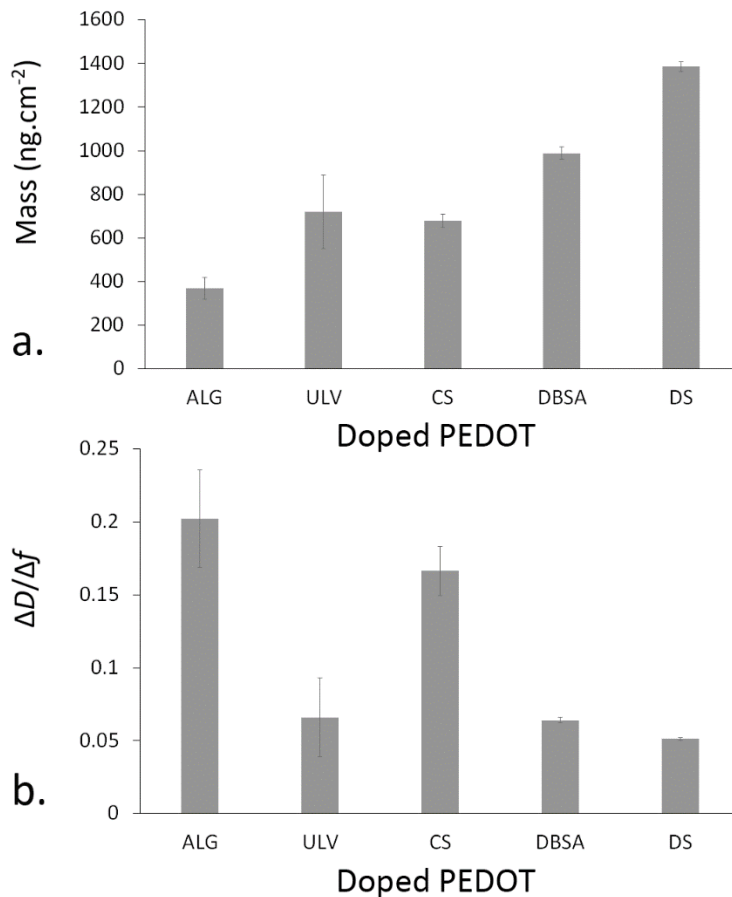 1600
1400
1200
1000
800
600
400
200
0
Mass (ng.cm⁻²)
a.
ALG ULV CS DBSA DS
Doped PEDOT
0.25
0.2
0.15
0.1
0.05
0
ΔD/Δf
b.
ALG ULV CS DBSA DS
Doped PEDOT